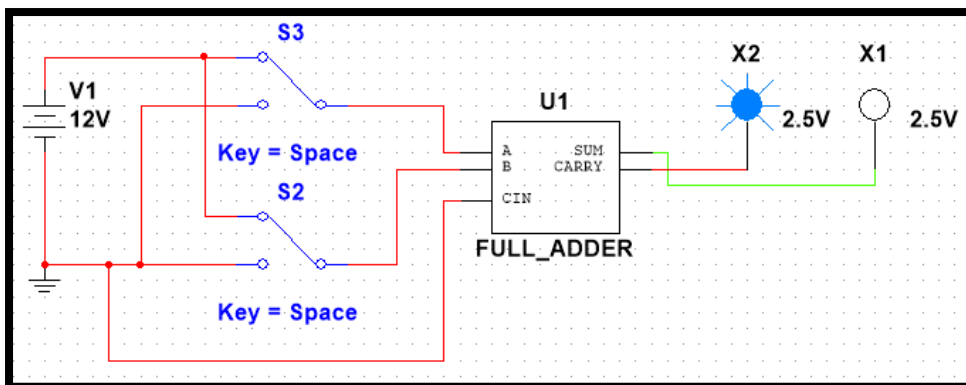 S3
X2
X1
V1
12V
U1
2.5V
2.5V
Key = Space
A
SUM
B
CARRY
S2
CIN
FULL_ADDER
Key = Space